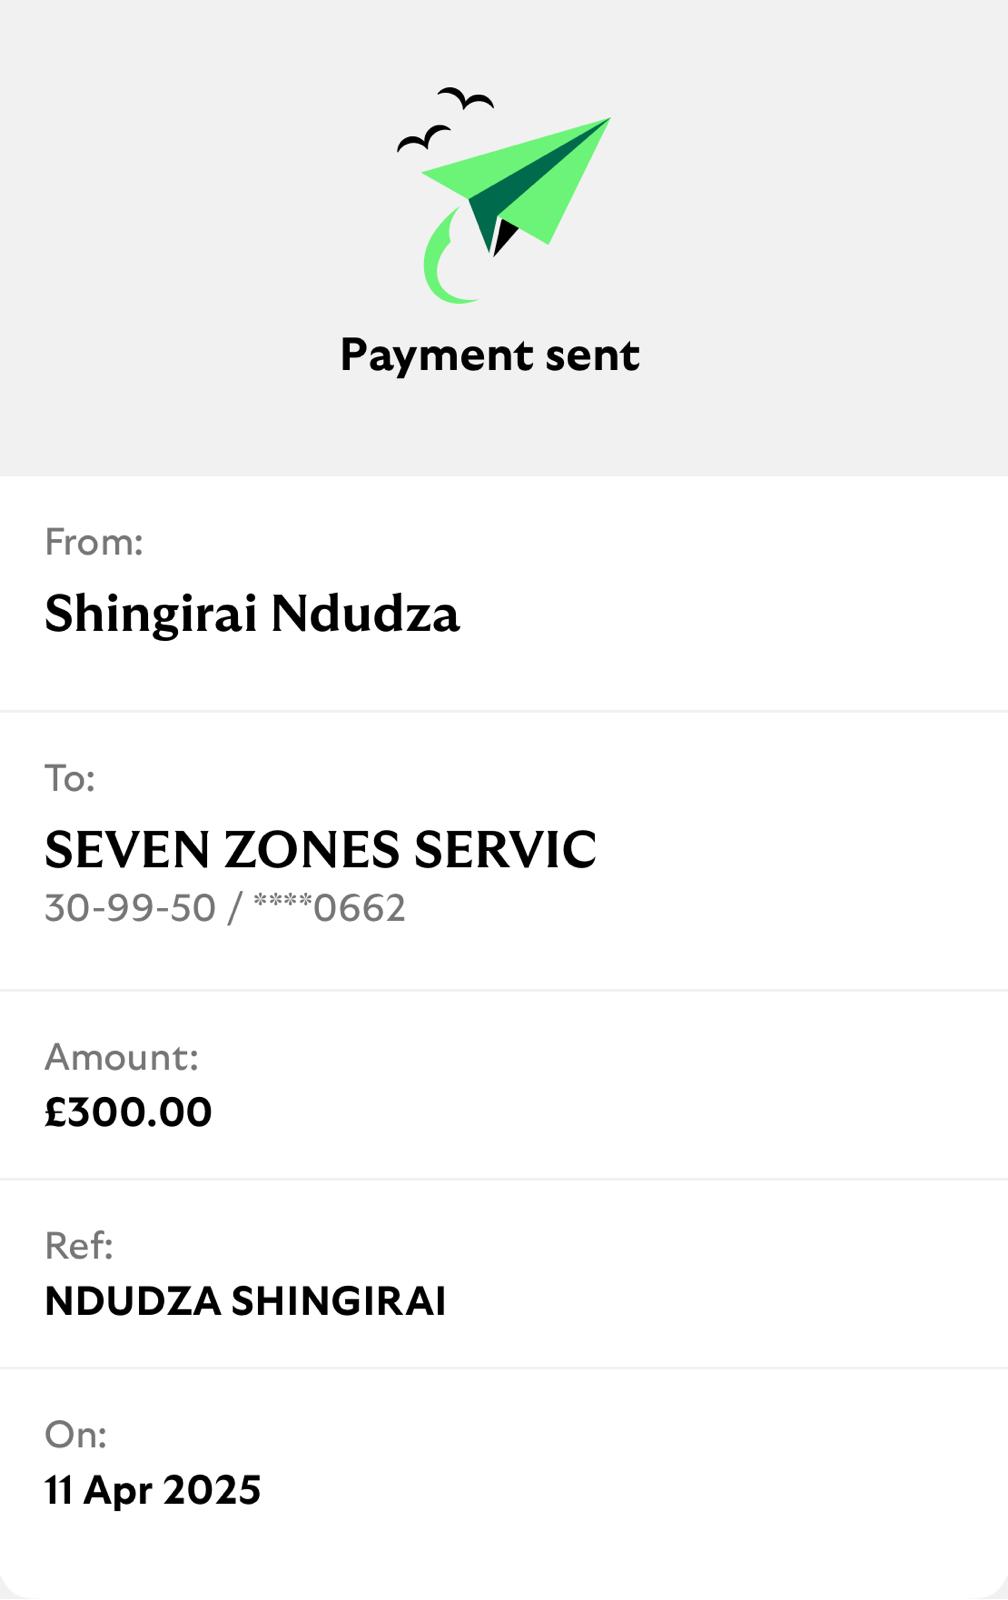 Payment sent
From:
Shingirai Ndudza
To:
SEVEN ZONES SERVIC
30-99-50 / ****0662
Amount:
£300.00
Ref:
NDUDZA SHINGIRAI
On:
11 Apr 2025